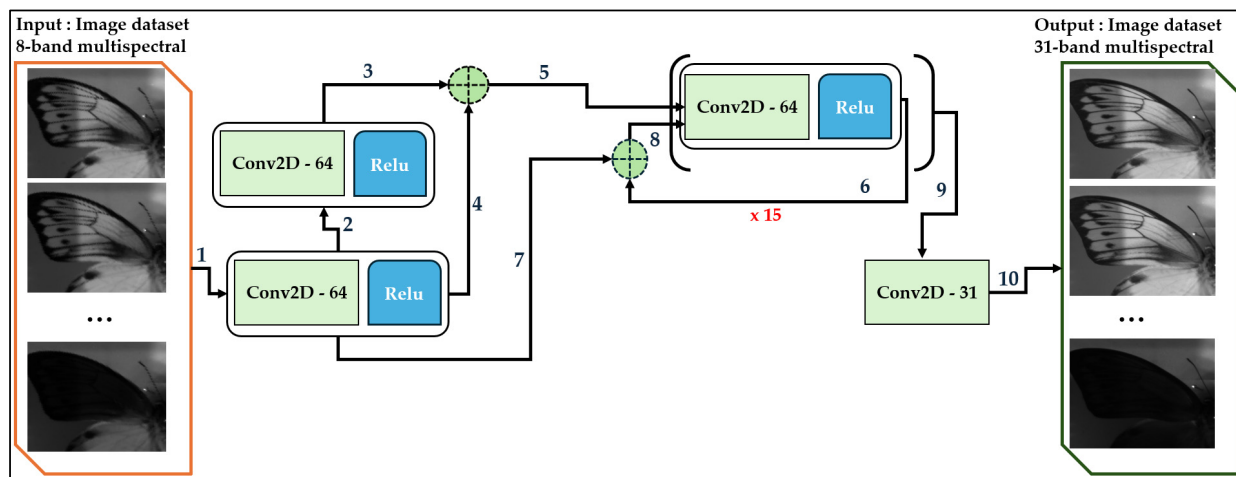 Input : Image dataset
8-band multispectral
Output : Image dataset
31-band multispectral
3
5
Conv2D - 64
Relu
8
Conv2D - 64
Relu
4
6
9
x 15
2
7
1
Conv2D - 64
Relu
Conv2D - 31
10
...
...